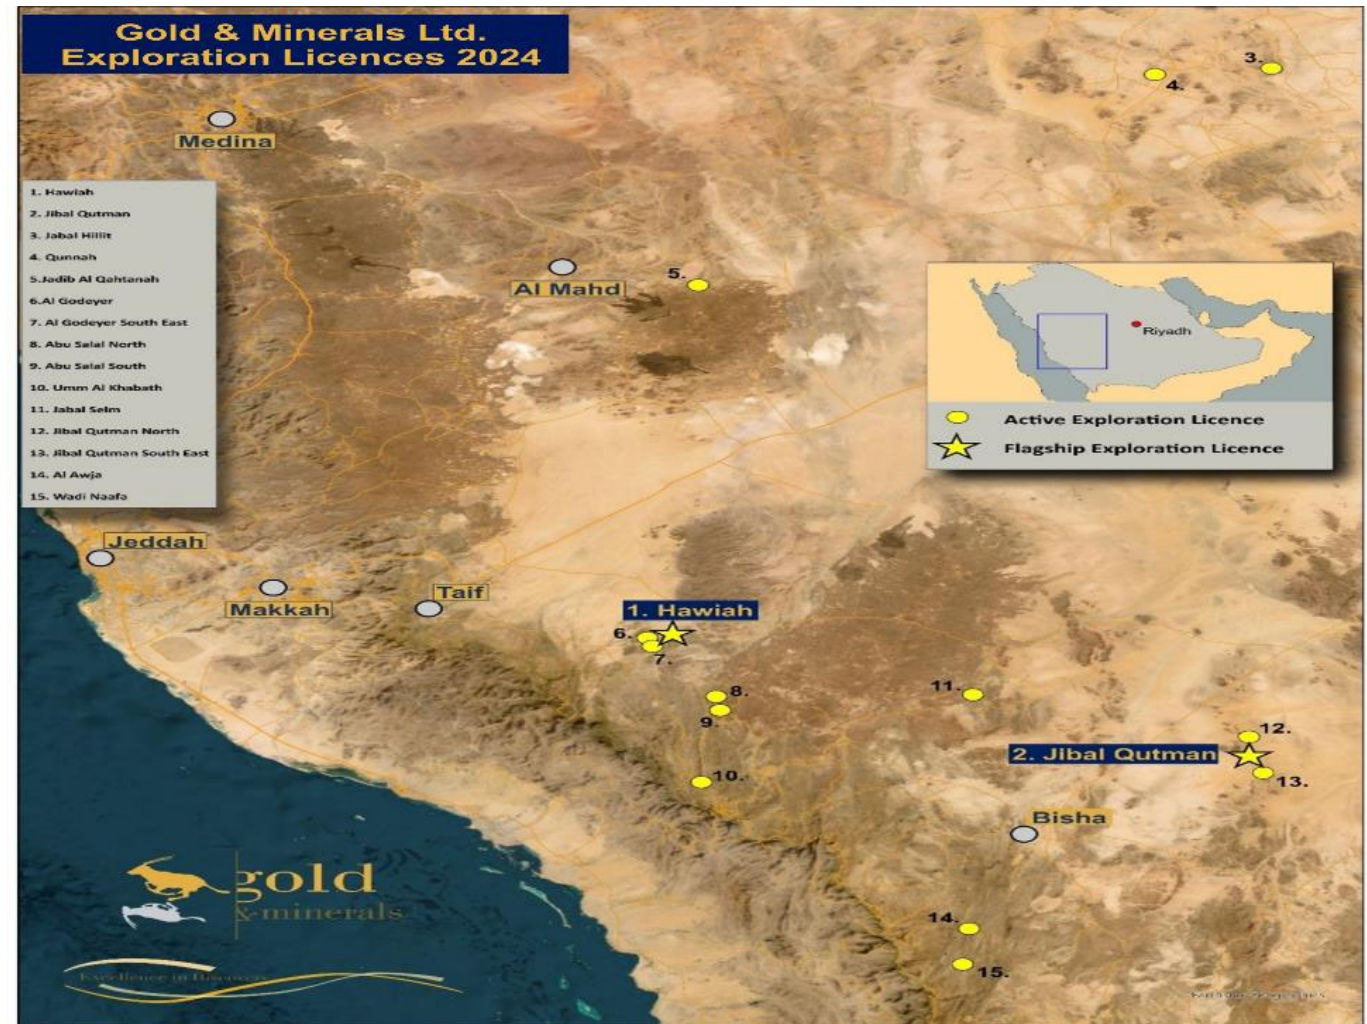 Gold & Minerals Ltd.
Exploration Licences 2024
3.
4.
Medina
1. Hawiah
2. Jibal Qutman
3. Jabal Hillit
4. Qunnah
5.Jadib Al Qahtanah
6.Al Godeyer
7. Al Godeyer South East
8. Abu Salal North
9. Abu Salal South
10. Umm Al Khabath
11. Jabal Selm
12. Jibal Qutman North
13. Jibal Qutman South East
14. Al Awja
15. Wadi Naafa
5.
Al Mahd
Riyadh
Active Exploration Licence
Flagship Exploration Licence
Jeddah
Makkah
Taif
1. Hawiah
6.
7.
8.
9.
10.
11.
12.
2. Jibal Qutman
13.
Bisha
14.
15.
gold
& minerals
Excellence in Discovery